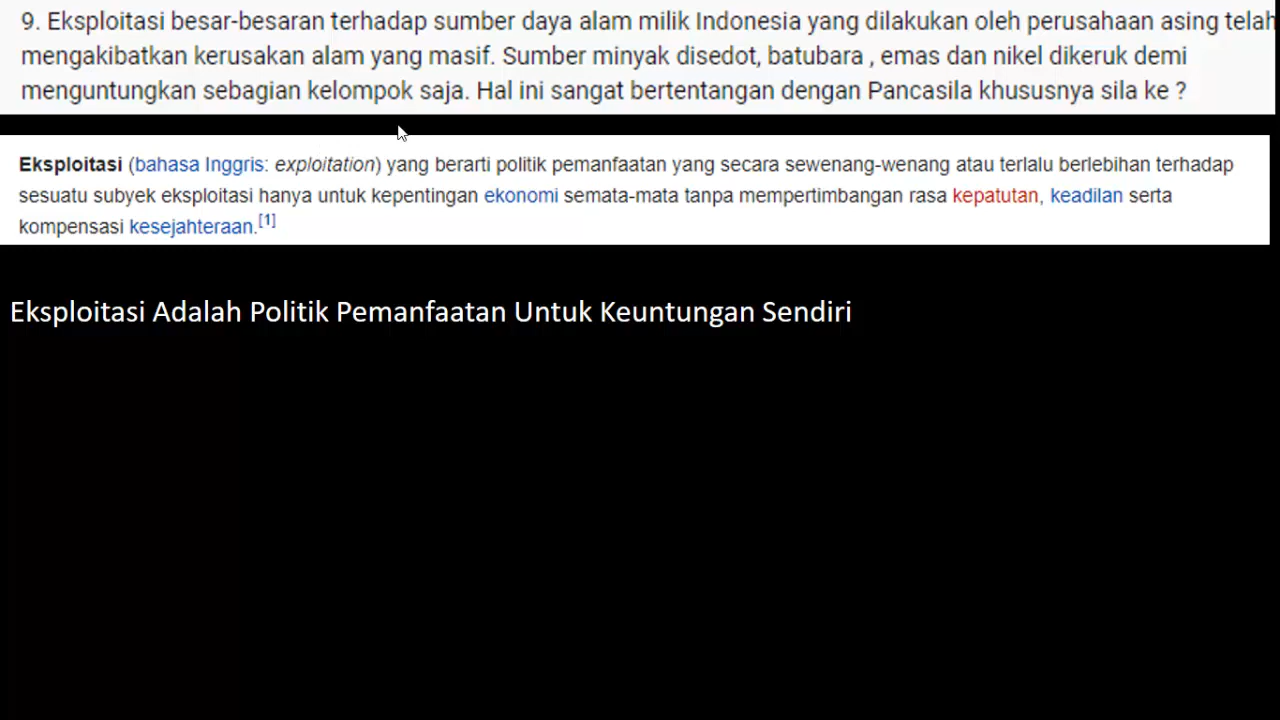 9. Eksploitasi besar-besaran terhadap sumber daya alam milik Indonesia yang dilakukan oleh perusahaan asing telah
mengakibatkan kerusakan alam yang masif. Sumber minyak disedot, batubara , emas dan nikel dikeruk demi
menguntungkan sebagian kelompok saja. Hal ini sangat bertentangan dengan Pancasila khususnya sila ke ?
Eksploitasi (bahasa Inggris: exploitation) yang berarti politik pemanfaatan yang secara sewenang-wenang atau terlalu berlebihan terhadap
sesuatu subyek eksploitasi hanya untuk kepentingan ekonomi semata-mata tanpa mempertimbangan rasa kepatutan, keadilan serta
kompensasi kesejahteraan.[1]
Eksploitasi Adalah Politik Pemanfaatan Untuk Keuntungan Sendiri